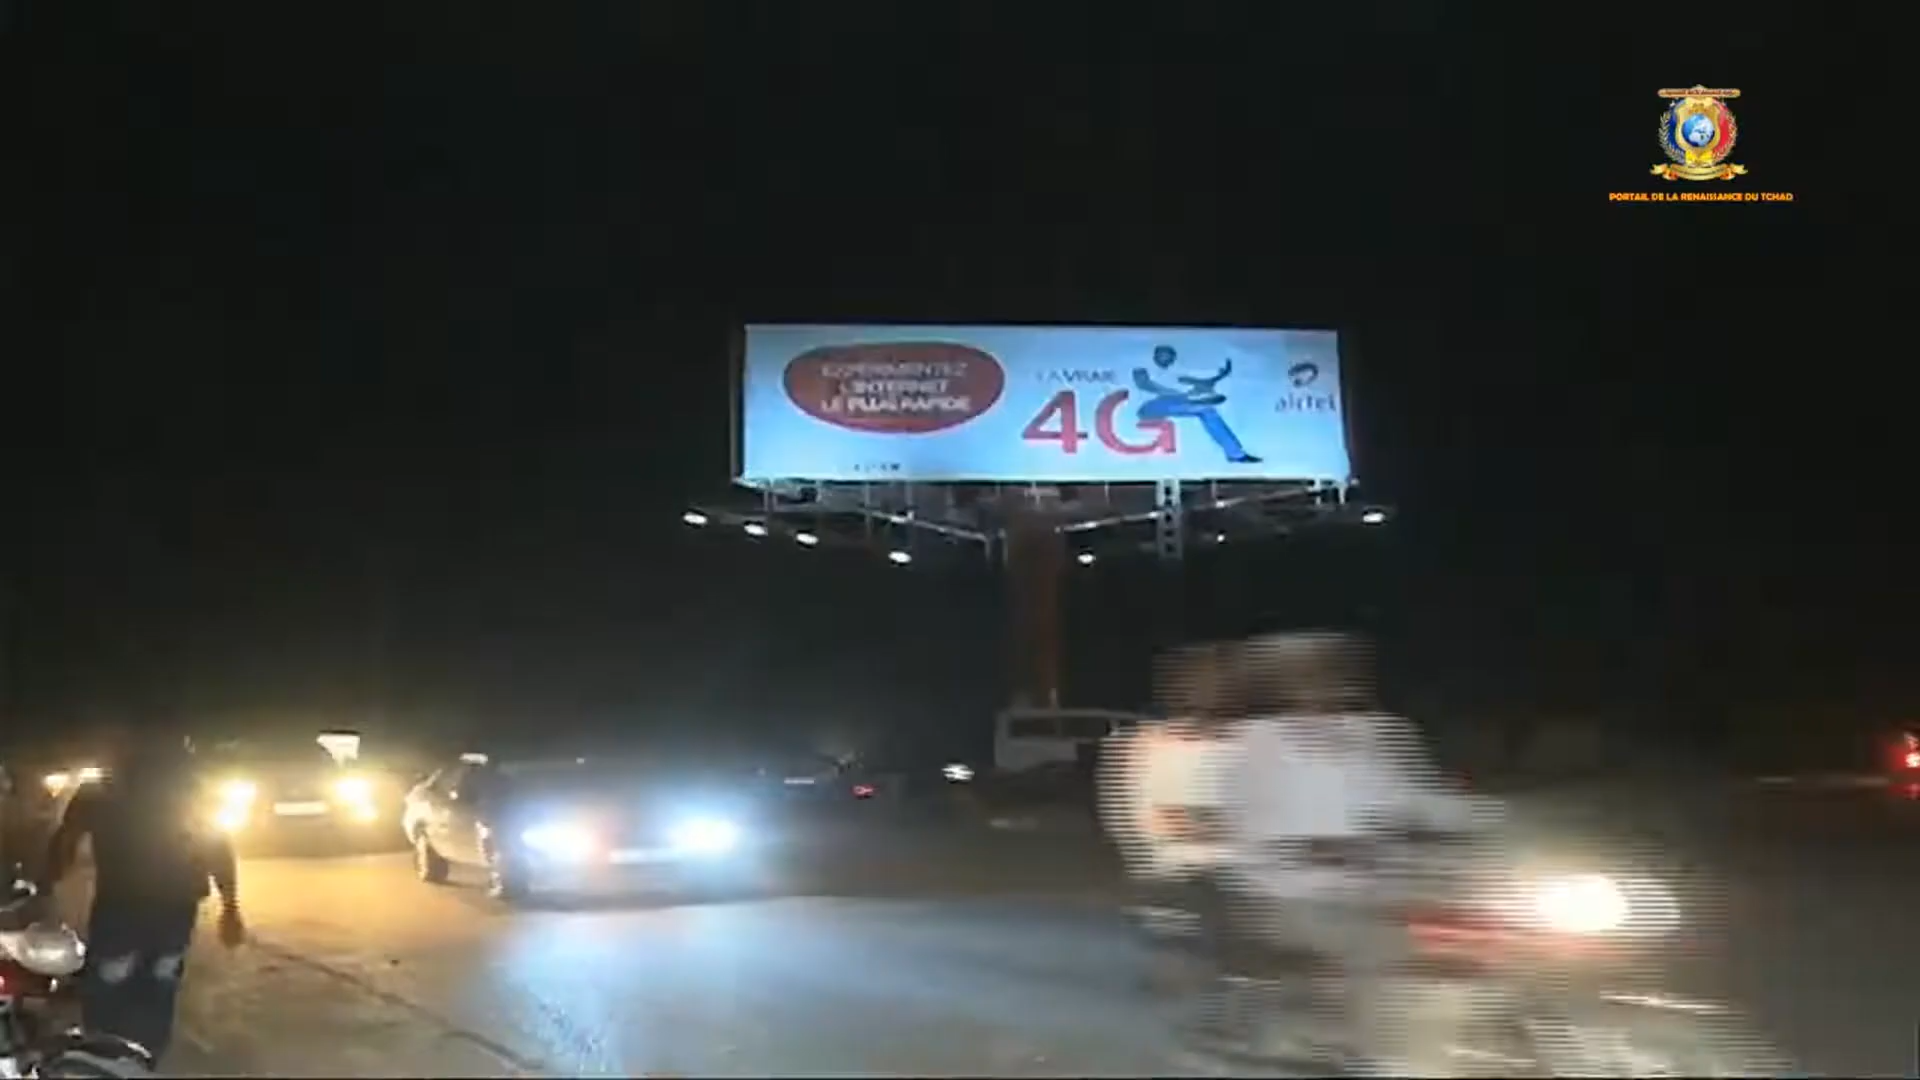 PORTAIL DE LA RENAISSANCE DU TCHAD
EXPERIMENTEZ
L'INTERNET
LE PLUS RAPIDE
LA VRAIE
4G
airtel